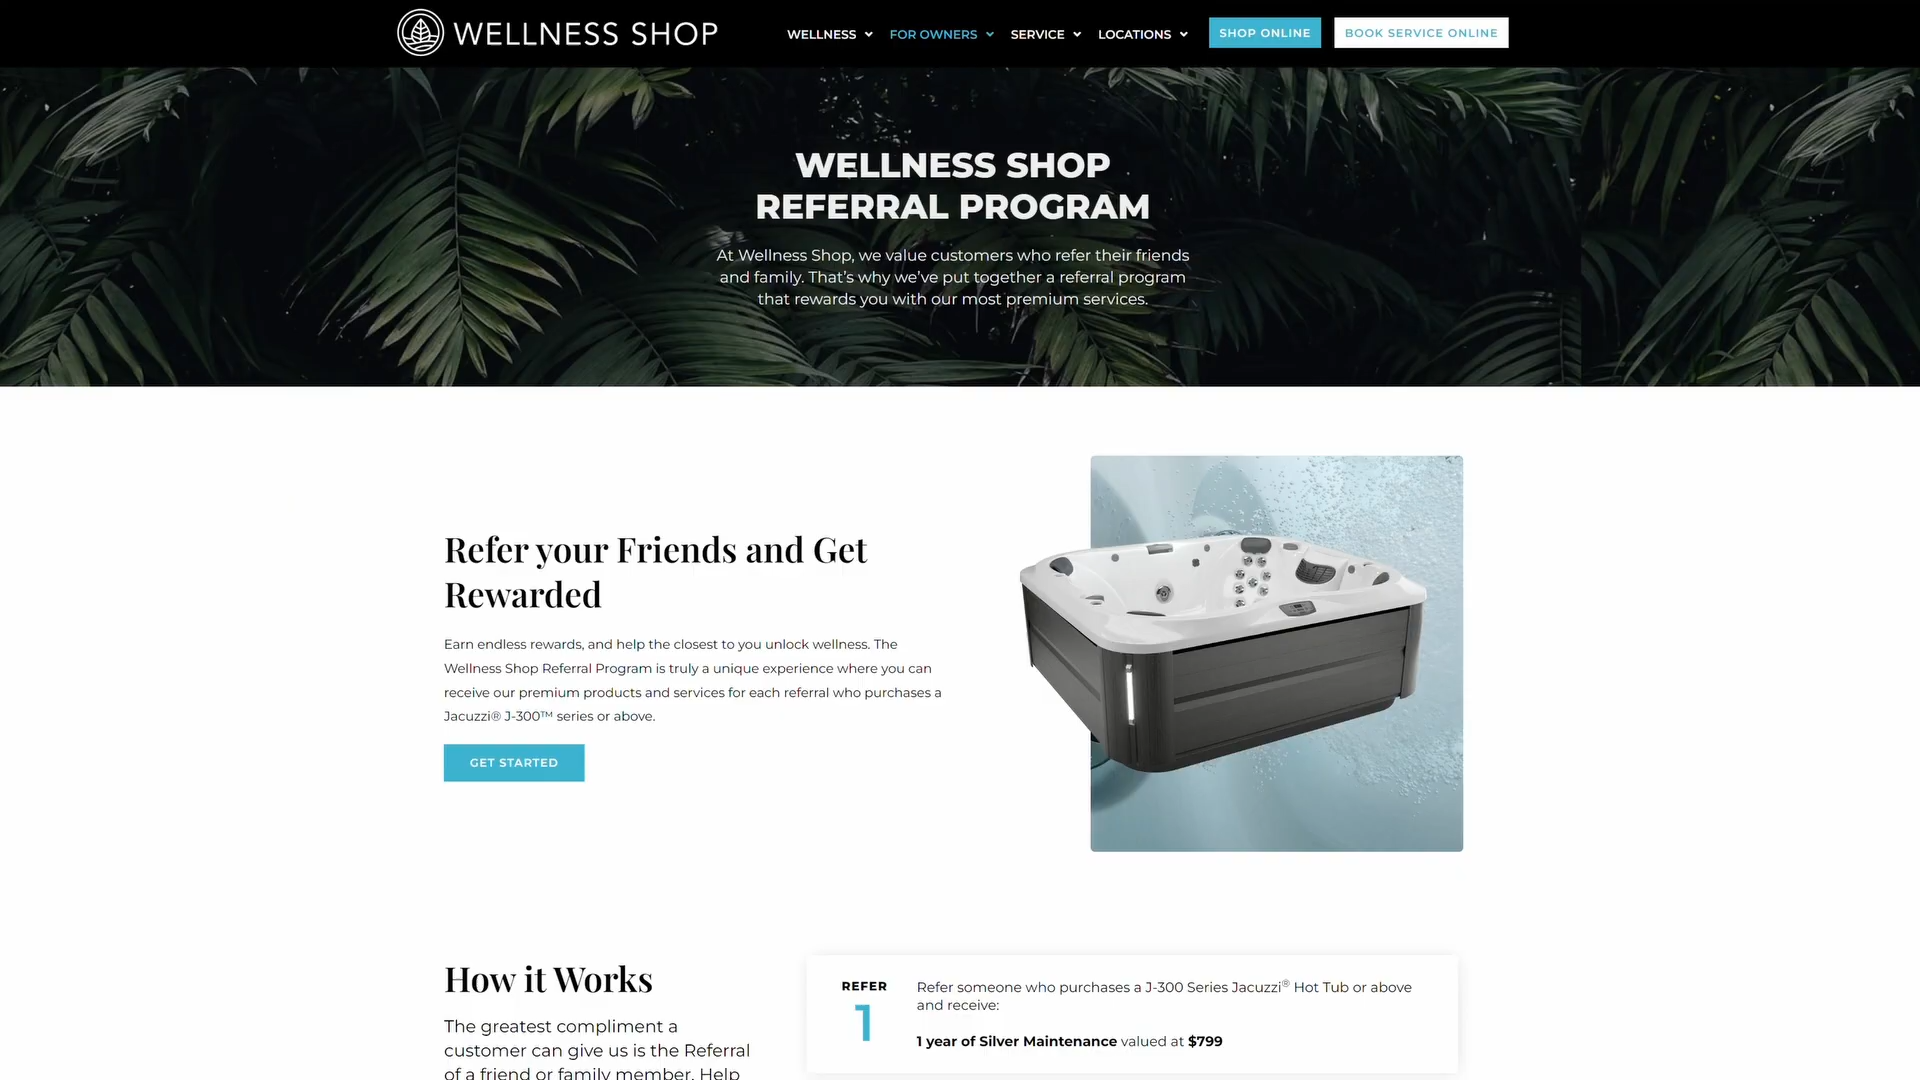 WELLNESS SHOP
WELLNESS
FOR OWNERS
SERVICE
LOCATIONS
SHOP ONLINE
BOOK SERVICE ONLINE
WELLNESS SHOP
REFERRAL PROGRAM
At Wellness Shop, we value customers who refer their friends
and family. That’s why we’ve put together a referral program
that rewards you with our most premium services.
Refer your Friends and Get
Rewarded
Earn endless rewards, and help the closest to you unlock wellness. The
Wellness Shop Referral Program is truly a unique experience where you can
receive our premium products and services for each referral who purchases a
Jacuzzi® J-300™ series or above.
GET STARTED
How it Works
The greatest compliment a
customer can give us is the Referral
of a friend or family member. Help
REFER
1
Refer someone who purchases a J-300 Series Jacuzzi® Hot Tub or above
and receive:
1 year of Silver Maintenance valued at $799